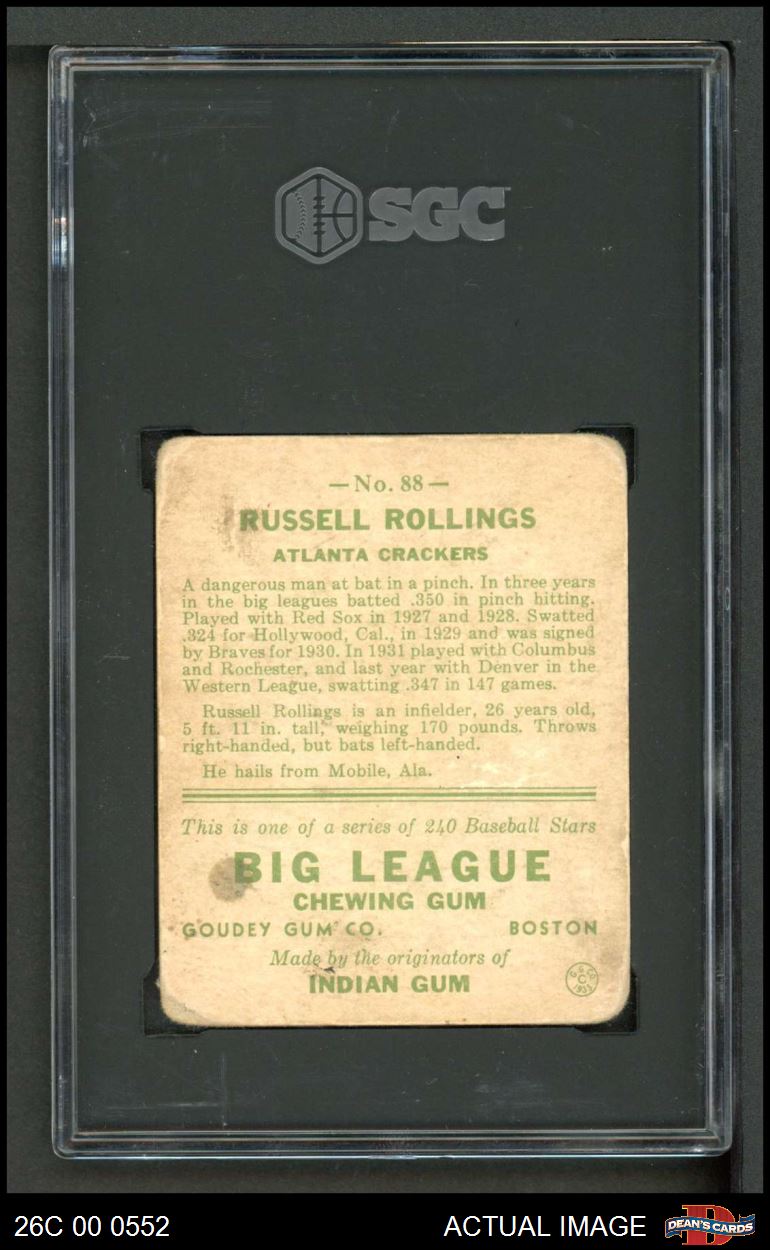 SGC
—No. 88—
RUSSELL ROLLINGS
ATLANTA CRACKERS
A dangerous man at bat in a pinch. In three years
in the big leagues batted .350 in pinch hitting.
Played with Red Sox in 1927 and 1928. Swatted
.324 for Hollywood, Cal., in 1929 and was signed
by Braves for 1930. In 1931 played with Columbus
and Rochester, and last year with Denver in the
Western League, swatting .347 in 147 games.
Russell Rollings is an infielder, 26 years old,
5 ft. 11 in. tall, weighing 170 pounds. Throws
right-handed, but bats left-handed.
He hails from Mobile, Ala.
This is one of a series of 240 Baseball Stars
BIG LEAGUE
CHEWING GUM
GOUDEY GUM CO. BOSTON
Made by the originators of
INDIAN GUM
G. G. CO.
C
1933
26C 00 0552 ACTUAL IMAGE DEAN'S CARDS